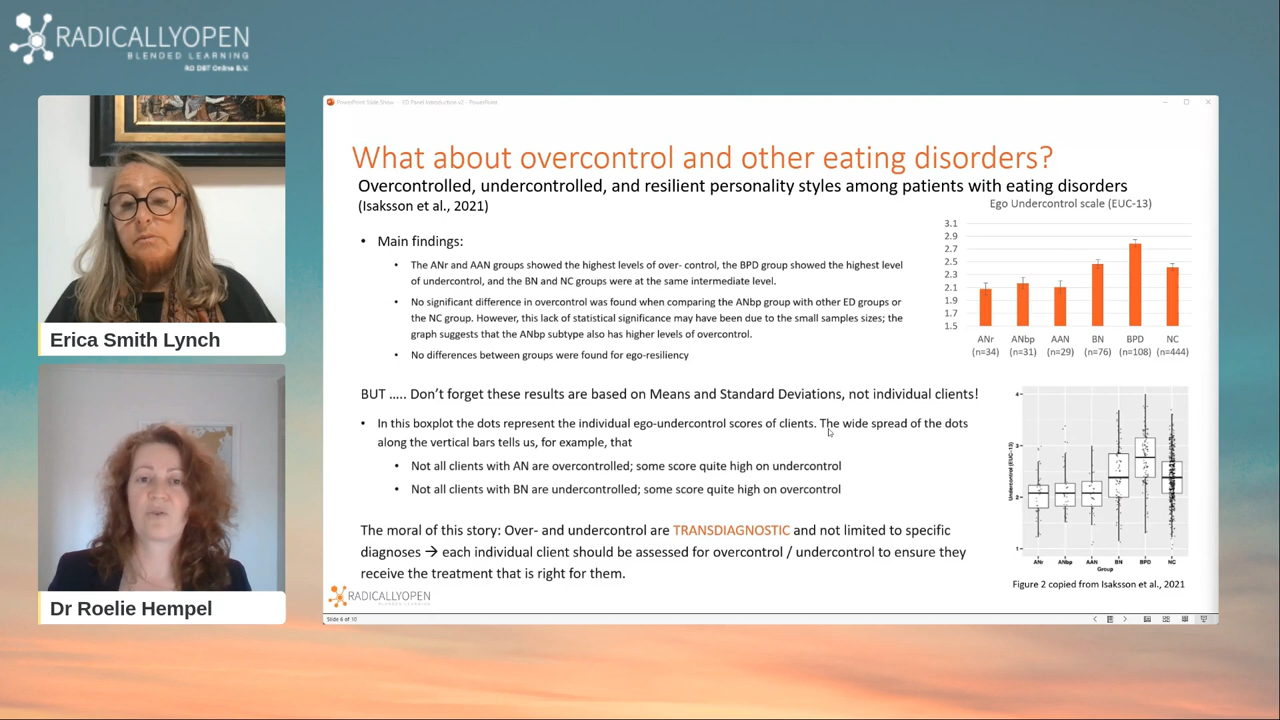 RADICALLYOPEN
BLENDED LEARNING
RO DBT Online B.V.
Erica Smith Lynch
Dr Roelie Hempel
PowerPoint Slide Show - ED Panel Introduction v2 - PowerPoint
What about overcontrol and other eating disorders?
Overcontrolled, undercontrolled, and resilient personality styles among patients with eating disorders
(Isaksson et al., 2021)
• Main findings:
• The ANr and AAN groups showed the highest levels of over- control, the BPD group showed the highest level
of undercontrol, and the BN and NC groups were at the same intermediate level.
• No significant difference in overcontrol was found when comparing the ANbp group with other ED groups or
the NC group. However, this lack of statistical significance may have been due to the small samples sizes; the
graph suggests that the ANbp subtype also has higher levels of overcontrol.
• No differences between groups were found for ego-resiliency
Ego Undercontrol scale (EUC-13)
3.1
2.9
2.7
2.5
2.3
2.1
1.9
1.7
1.5
ANr ANbp AAN BN BPD NC
(n=34) (n=31) (n=29) (n=76) (n=108) (n=444)
BUT ..... Don't forget these results are based on Means and Standard Deviations, not individual clients!
• In this boxplot the dots represent the individual ego-undercontrol scores of clients. The wide spread of the dots
along the vertical bars tells us, for example, that
• Not all clients with AN are overcontrolled; some score quite high on undercontrol
• Not all clients with BN are undercontrolled; some score quite high on overcontrol
The moral of this story: Over- and undercontrol are TRANSDIAGNOSTIC and not limited to specific
diagnoses → each individual client should be assessed for overcontrol / undercontrol to ensure they
receive the treatment that is right for them.
Undercontrol (EUC-13)
4
3
2
1
ANr ANbp AAN BN BPD NC
Group
Figure 2 copied from Isaksson et al., 2021
RADICALLYOPEN
BLENDED LEARNING
Slide 6 of 10